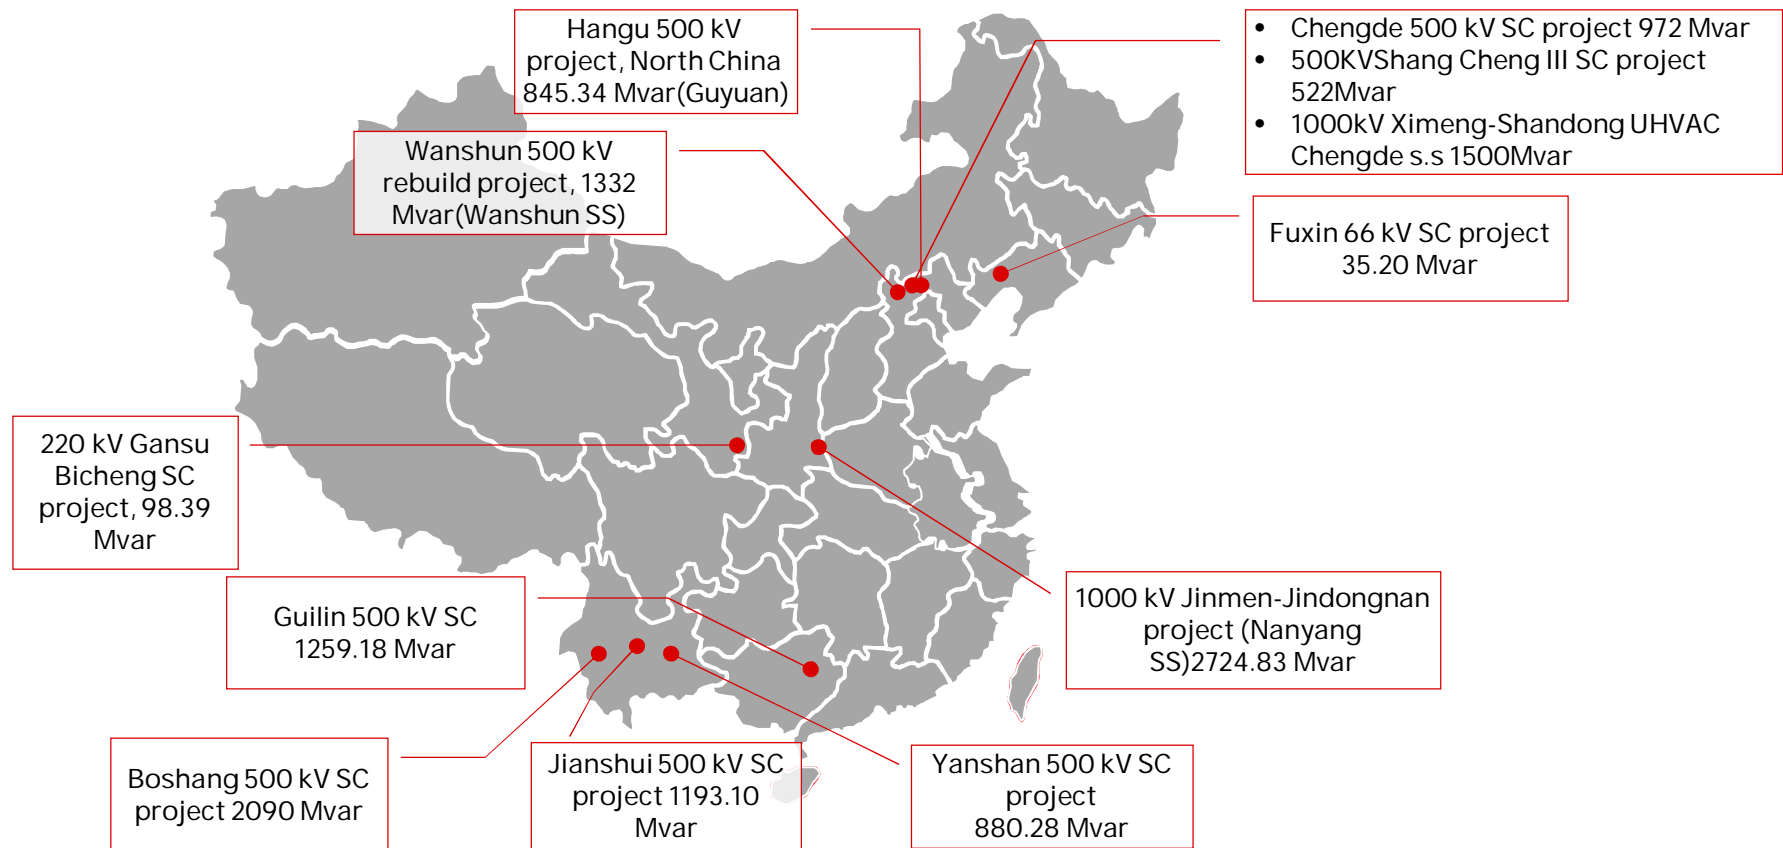 Hangu 500 kV
project, North China
845.34 Mvar(Guyuan)
• Chengde 500 kV SC project 972 Mvar
• 500KVShang Cheng III SC project
522Mvar
• 1000kV Ximeng-Shandong UHVAC
Chengde s.s 1500Mvar
Wanshun 500 kV
rebuild project, 1332
Mvar(Wanshun SS)
Fuxin 66 kV SC project
35.20 Mvar
220 kV Gansu
Bicheng SC
project, 98.39
Mvar
Guilin 500 kV SC
1259.18 Mvar
1000 kV Jinmen-Jindongnan
project (Nanyang
SS)2724.83 Mvar
Boshang 500 kV SC
project 2090 Mvar
Jianshui 500 kV SC
project 1193.10
Mvar
Yanshan 500 kV SC
project
880.28 Mvar